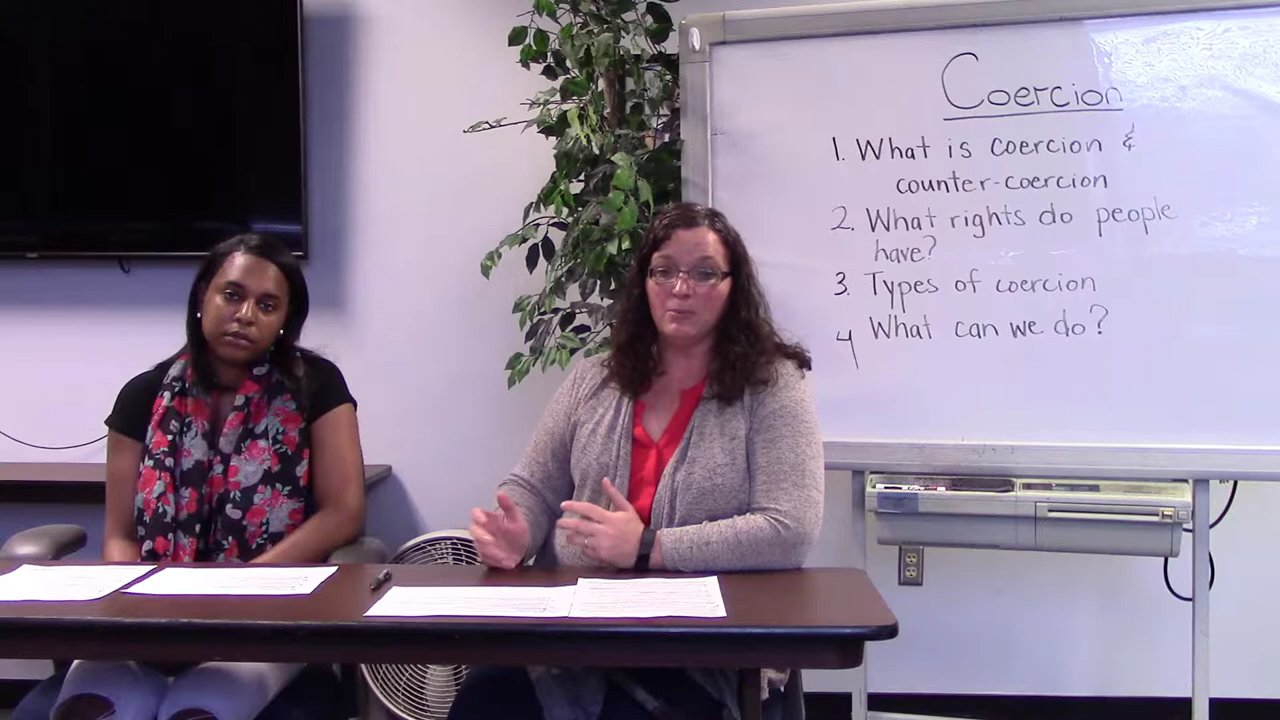 Coercion
1. What is coercion &
counter-coercion
2. What rights do people
have?
3. Types of coercion
4 What can we do?